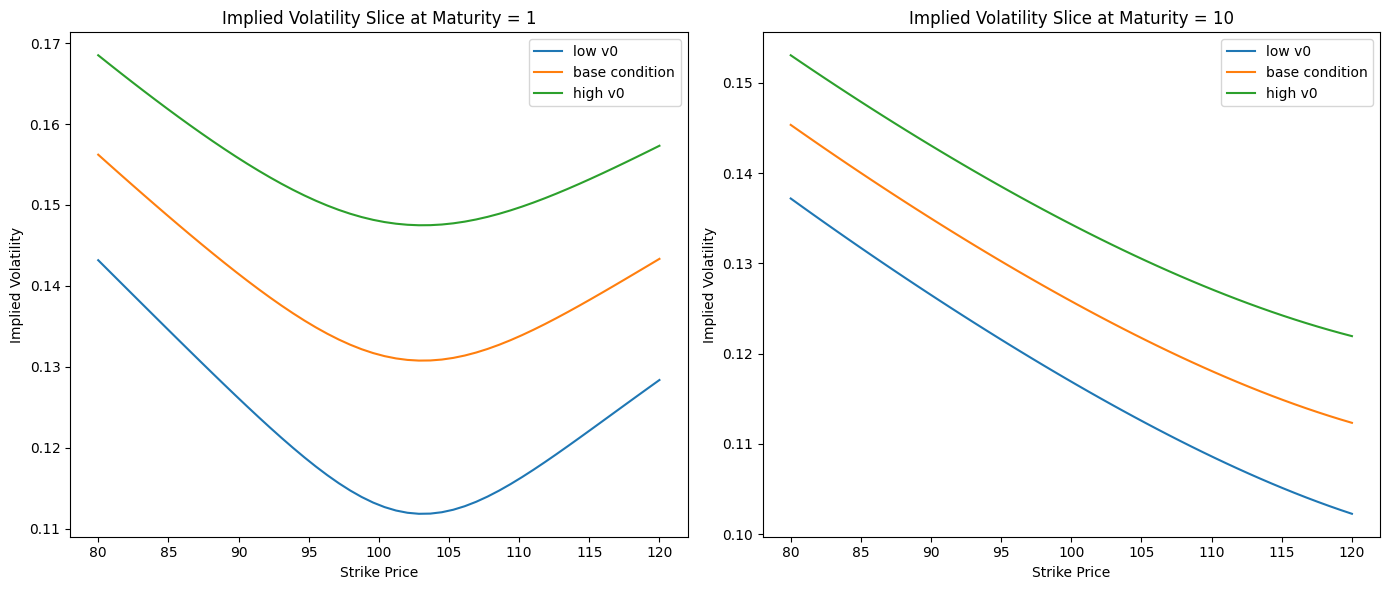 Implied Volatility Slice at Maturity = 1
low v0
base condition
high v0
0.17
0.16
0.15
0.14
0.13
0.12
0.11
Implied Volatility
80 85 90 95 100 105 110 115 120
Strike Price
Implied Volatility Slice at Maturity = 10
low v0
base condition
high v0
0.15
0.14
0.13
0.12
0.11
0.10
Implied Volatility
80 85 90 95 100 105 110 115 120
Strike Price